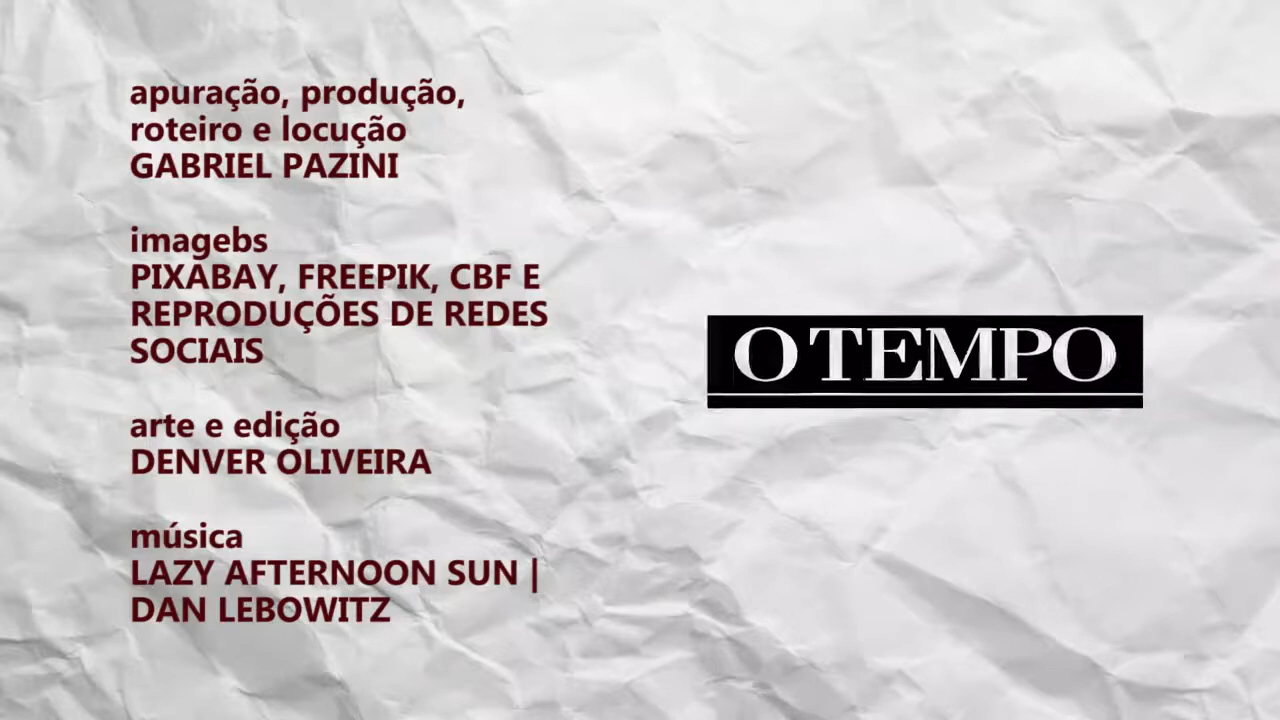 apuração, produção,
roteiro e locução
GABRIEL PAZINI
imagebs
PIXABAY, FREEPIK, CBF E
REPRODUÇÕES DE REDES
SOCIAIS
arte e edição
DENVER OLIVEIRA
música
LAZY AFTERNOON SUN |
DAN LEBOWITZ
O TEMPO